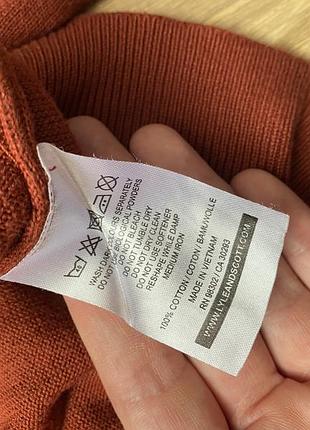 WASH DARK COLOURS SEPARATELY
DO NOT USE BIOLOGICAL POWDERS
DO NOT BLEACH
DO NOT TUMBLE DRY
DO NOT DRY CLEAN
DO NOT USE SOFTENER
RESHAPE WHILE DAMP
MEDIUM IRON
100% COTTON / COTTON / BAUMWOLLE
MADE IN VIETNAM
RN 98302 / CA 30293
WWW.LYLEANDSCOTT.COM